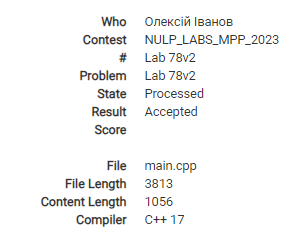 Who Олексій Іванов
Contest NULP_LABS_MPP_2023
# Lab 78v2
Problem Lab 78v2
State Processed
Result Accepted
Score
File main.cpp
File Length 3813
Content Length 1056
Compiler C++ 17